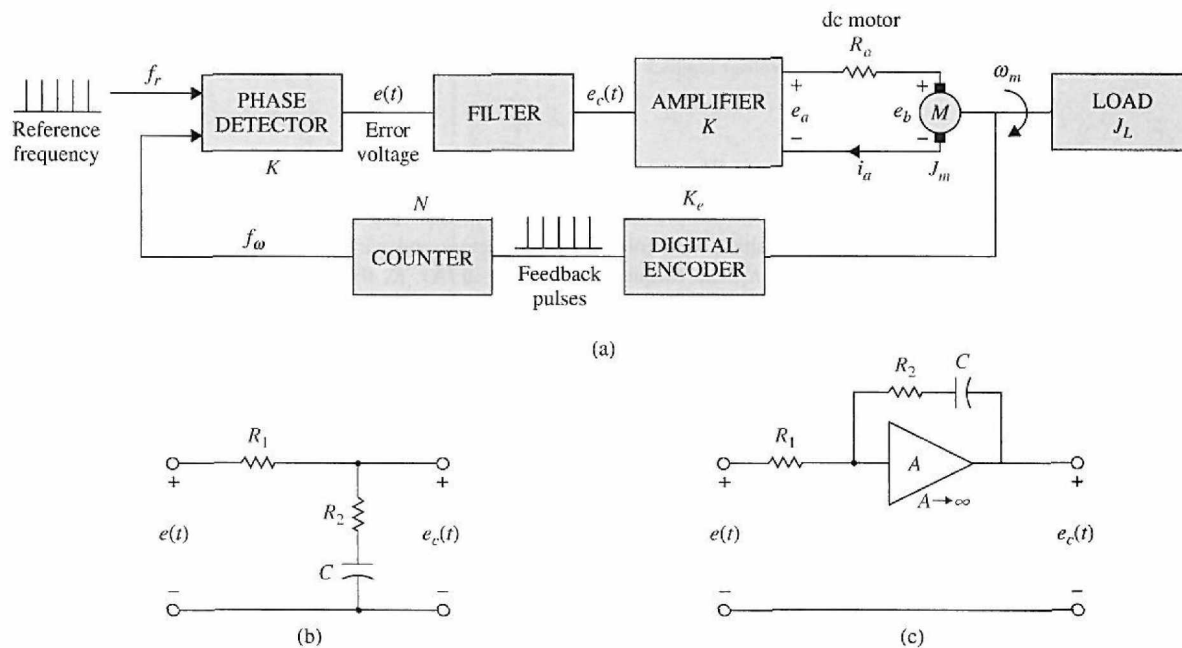 dc motor
R_a
f_r
PHASE DETECTOR
e(t)
FILTER
e_c(t)
AMPLIFIER
K
+
e_a
−
+
e_b
−
M
ω_m
LOAD
J_L
Reference frequency
Error voltage
K
i_a
J_m
N
K_e
f_ω
COUNTER
Feedback pulses
DIGITAL ENCODER
(a)
R_1
+
+
R_2
e(t)
e_c(t)
C
−
−
(b)
R_2
C
R_1
A
+
+
A→∞
e(t)
e_c(t)
−
−
(c)